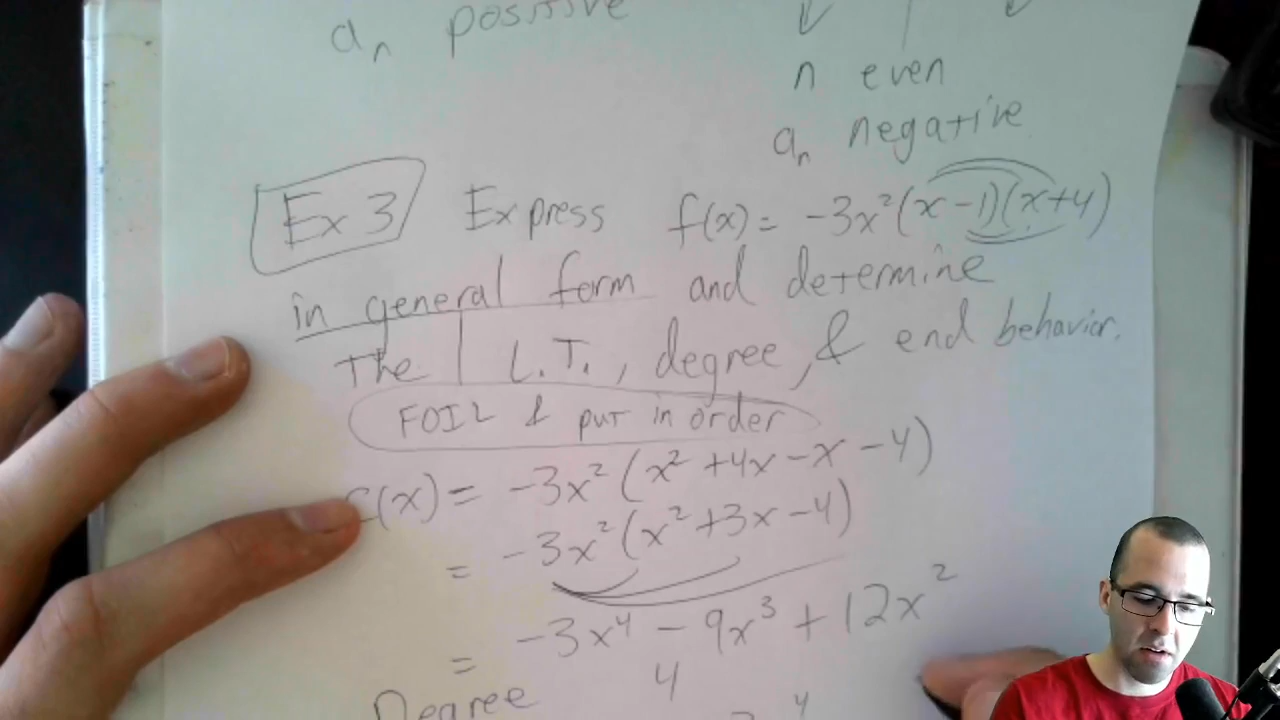 aₙ positive
n even
aₙ negative
Ex 3 Express f(x) = -3x²(x-1)(x+4)
in general form and determine
the L.T., degree, & end behavior.
FOIL & put in order
f(x) = -3x²(x² +4x -x -4)
= -3x²(x² +3x -4)
= -3x⁴ - 9x³ + 12x²
Degree 4